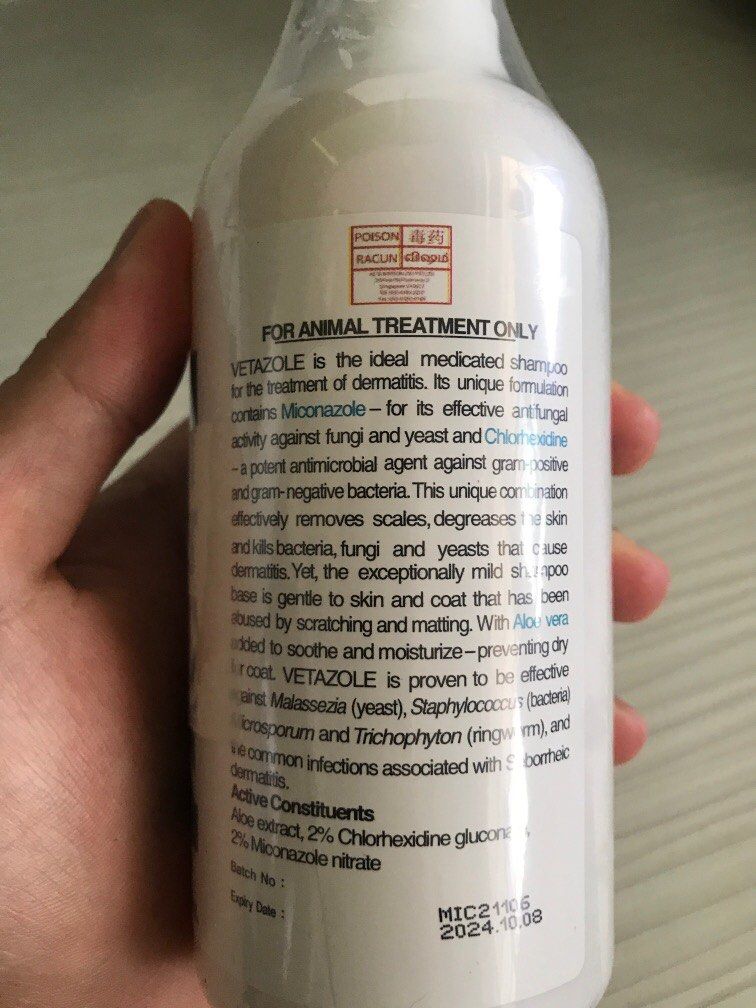 POISON 毒药
RACUN விஷம்
FOR ANIMAL TREATMENT ONLY
VETAZOLE is the ideal medicated shampoo
for the treatment of dermatitis. Its unique formulation
contains Miconazole – for its effective antifungal
activity against fungi and yeast and Chlorhexidine
– a potent antimicrobial agent against gram-positive
and gram-negative bacteria. This unique combination
effectively removes scales, degreases the skin
and kills bacteria, fungi and yeasts that cause
dermatitis. Yet, the exceptionally mild shampoo
base is gentle to skin and coat that has been
abused by scratching and matting. With Aloe vera
added to soothe and moisturize – preventing dry
coat. VETAZOLE is proven to be effective
against Malassezia (yeast), Staphylococcus (bacteria)
Microsporum and Trichophyton (ringworm), and
the common infections associated with Seborrheic
dermatitis.
Active Constituents
Aloe extract, 2% Chlorhexidine gluconate,
2% Miconazole nitrate
Batch No :
Expiry Date :
MIC21106
2024.10.08